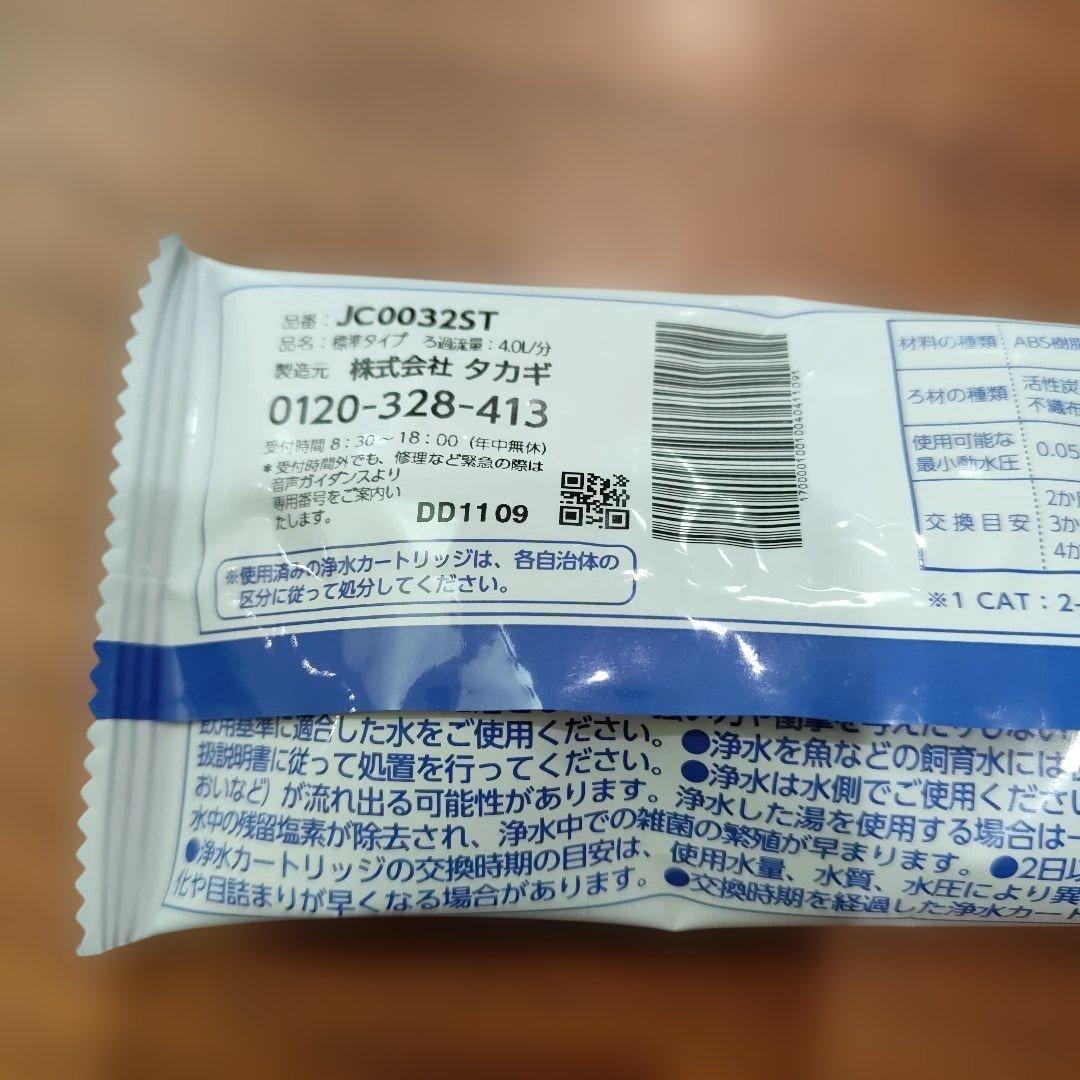 品番：JC0032ST
品名：標準タイプ ろ過流量：4.0L/分
製造元 株式会社 タカギ
0120-328-413
受付時間 8：30～18：00（年中無休）
＊受付時間外でも、修理など緊急の際は
音声ガイダンスより
専用番号をご案内い
たします。
DD11 09
※使用済みの浄水カートリッジは、各自治体の
区分に従って処分してください。
材料の種類 ABS樹脂
ろ材の種類 活性炭
不織布
使用可能な
最小動水圧 0.05
交換目安 2か月
3か
4か
※1 CAT：2-
飲用基準に適合した水をご使用ください。
扱説明書に従って処置を行ってください。 ●浄水を魚などの飼育水には
おいなど）が流れ出る可能性があります。 ●浄水は水側でご使用ください
水中の残留塩素が除去され、浄水中での雑菌の繁殖が早まります。 浄水した湯を使用する場合は一
●浄水カートリッジの交換時期の目安は、使用水量、水質、水圧により異
●2日以
化や目詰まりが早くなる場合があります。 ●交換時期を経過した浄水カート